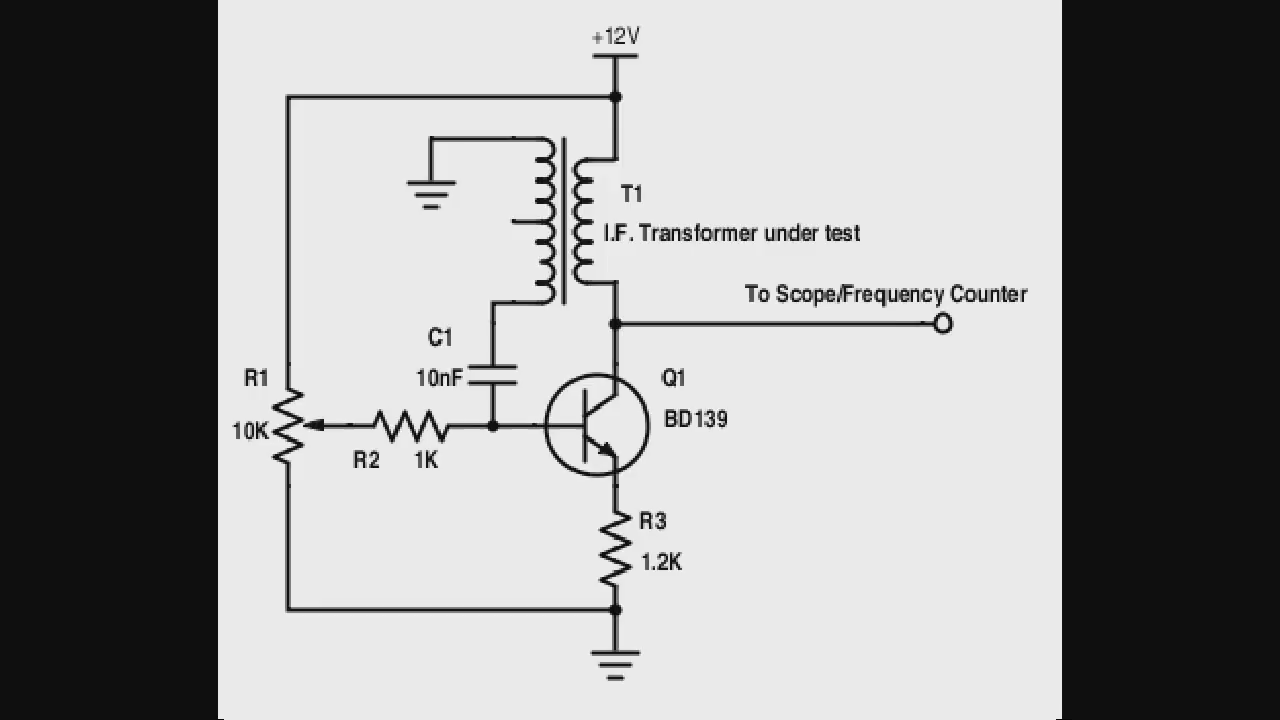 +12V
T1
I.F. Transformer under test
To Scope/Frequency Counter
C1
10nF
R1
10K
Q1
BD139
R2 1K
R3
1.2K